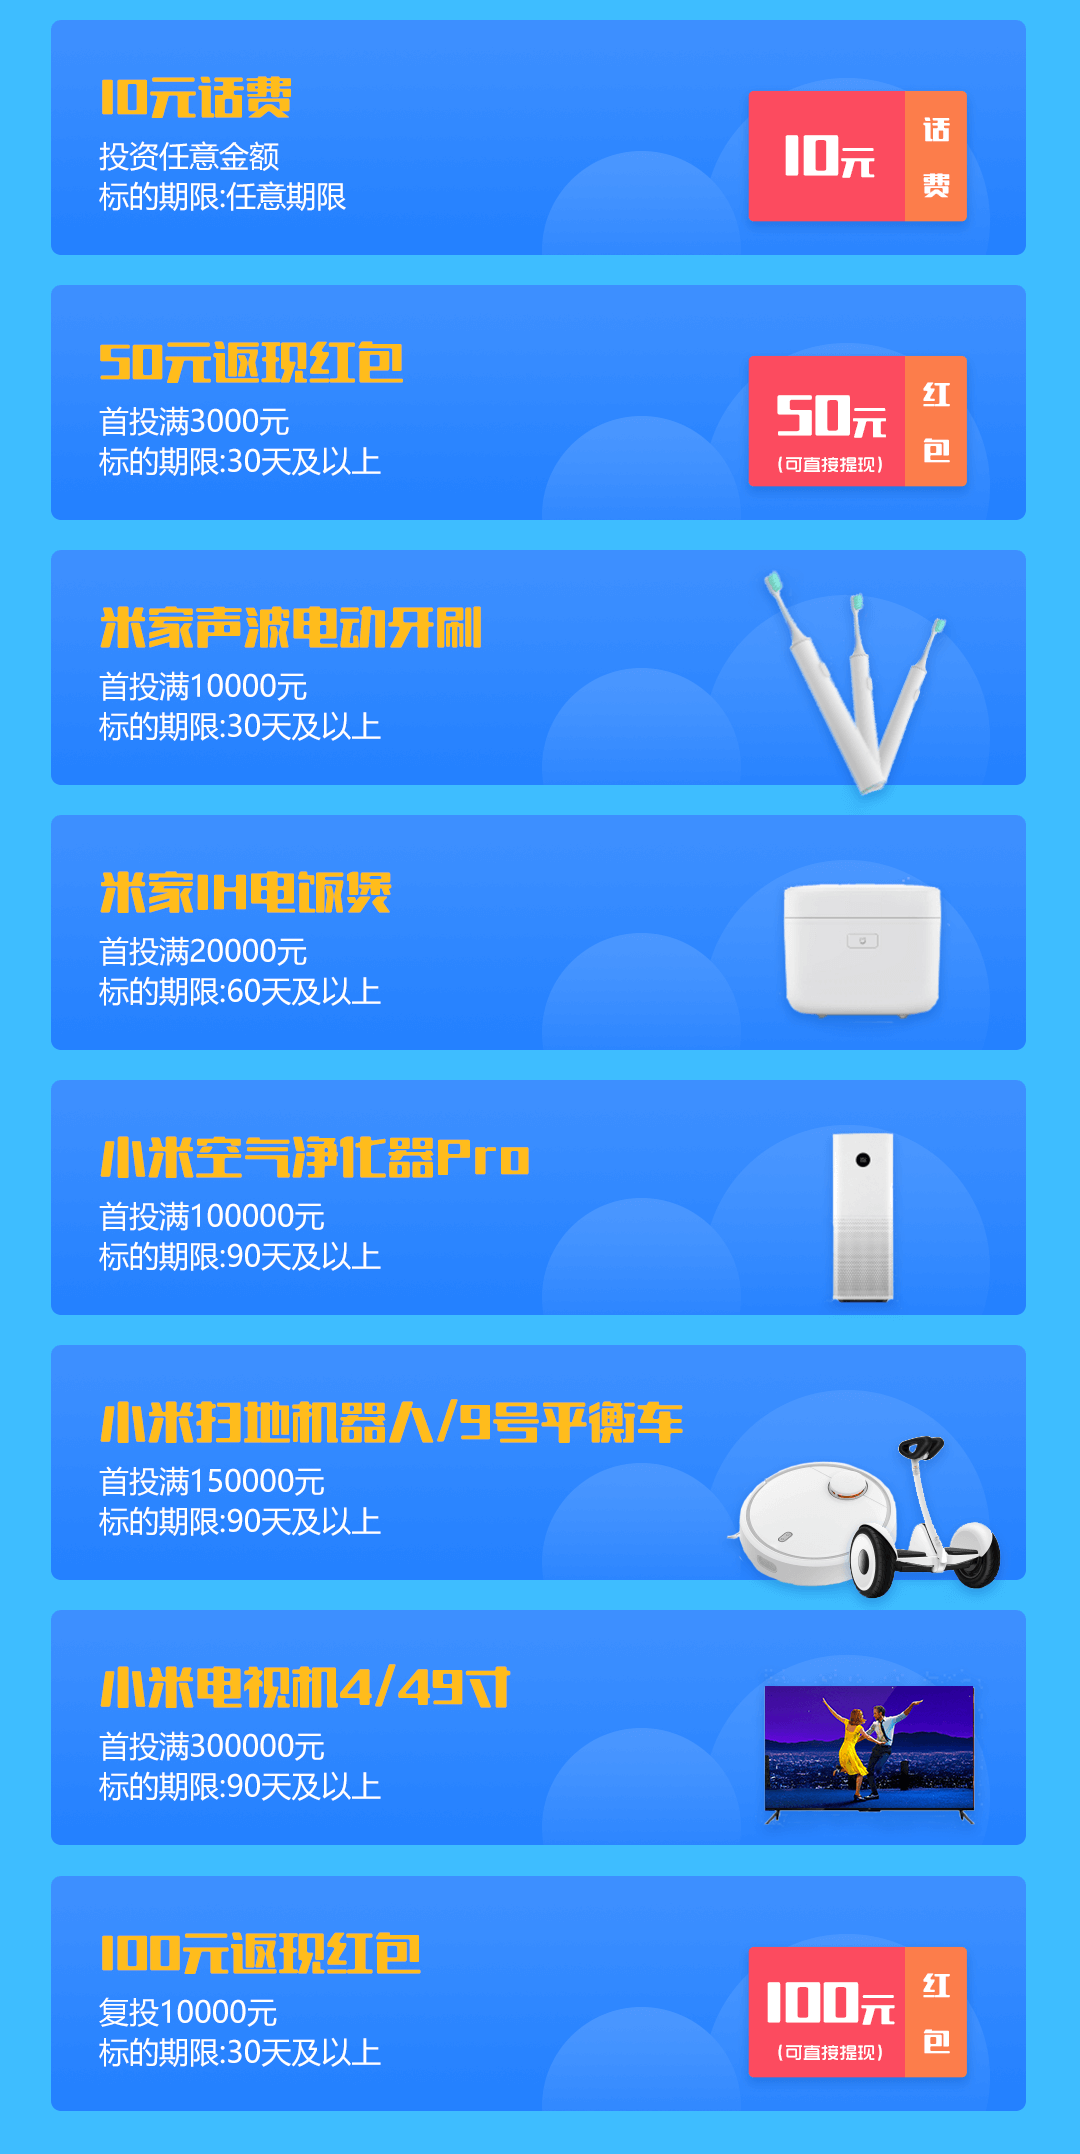 10元话费
投资任意金额
标的期限:任意期限
10元
话费
50元返现红包
首投满3000元
标的期限:30天及以上
50元
(可直接提现)
红包
米家声波电动牙刷
首投满10000元
标的期限:30天及以上
米家IH电饭煲
首投满20000元
标的期限:60天及以上
小米空气净化器Pro
首投满100000元
标的期限:90天及以上
小米扫地机器人/9号平衡车
首投满150000元
标的期限:90天及以上
小米电视机4/49寸
首投满300000元
标的期限:90天及以上
100元返现红包
复投10000元
标的期限:30天及以上
100元
(可直接提现)
红包